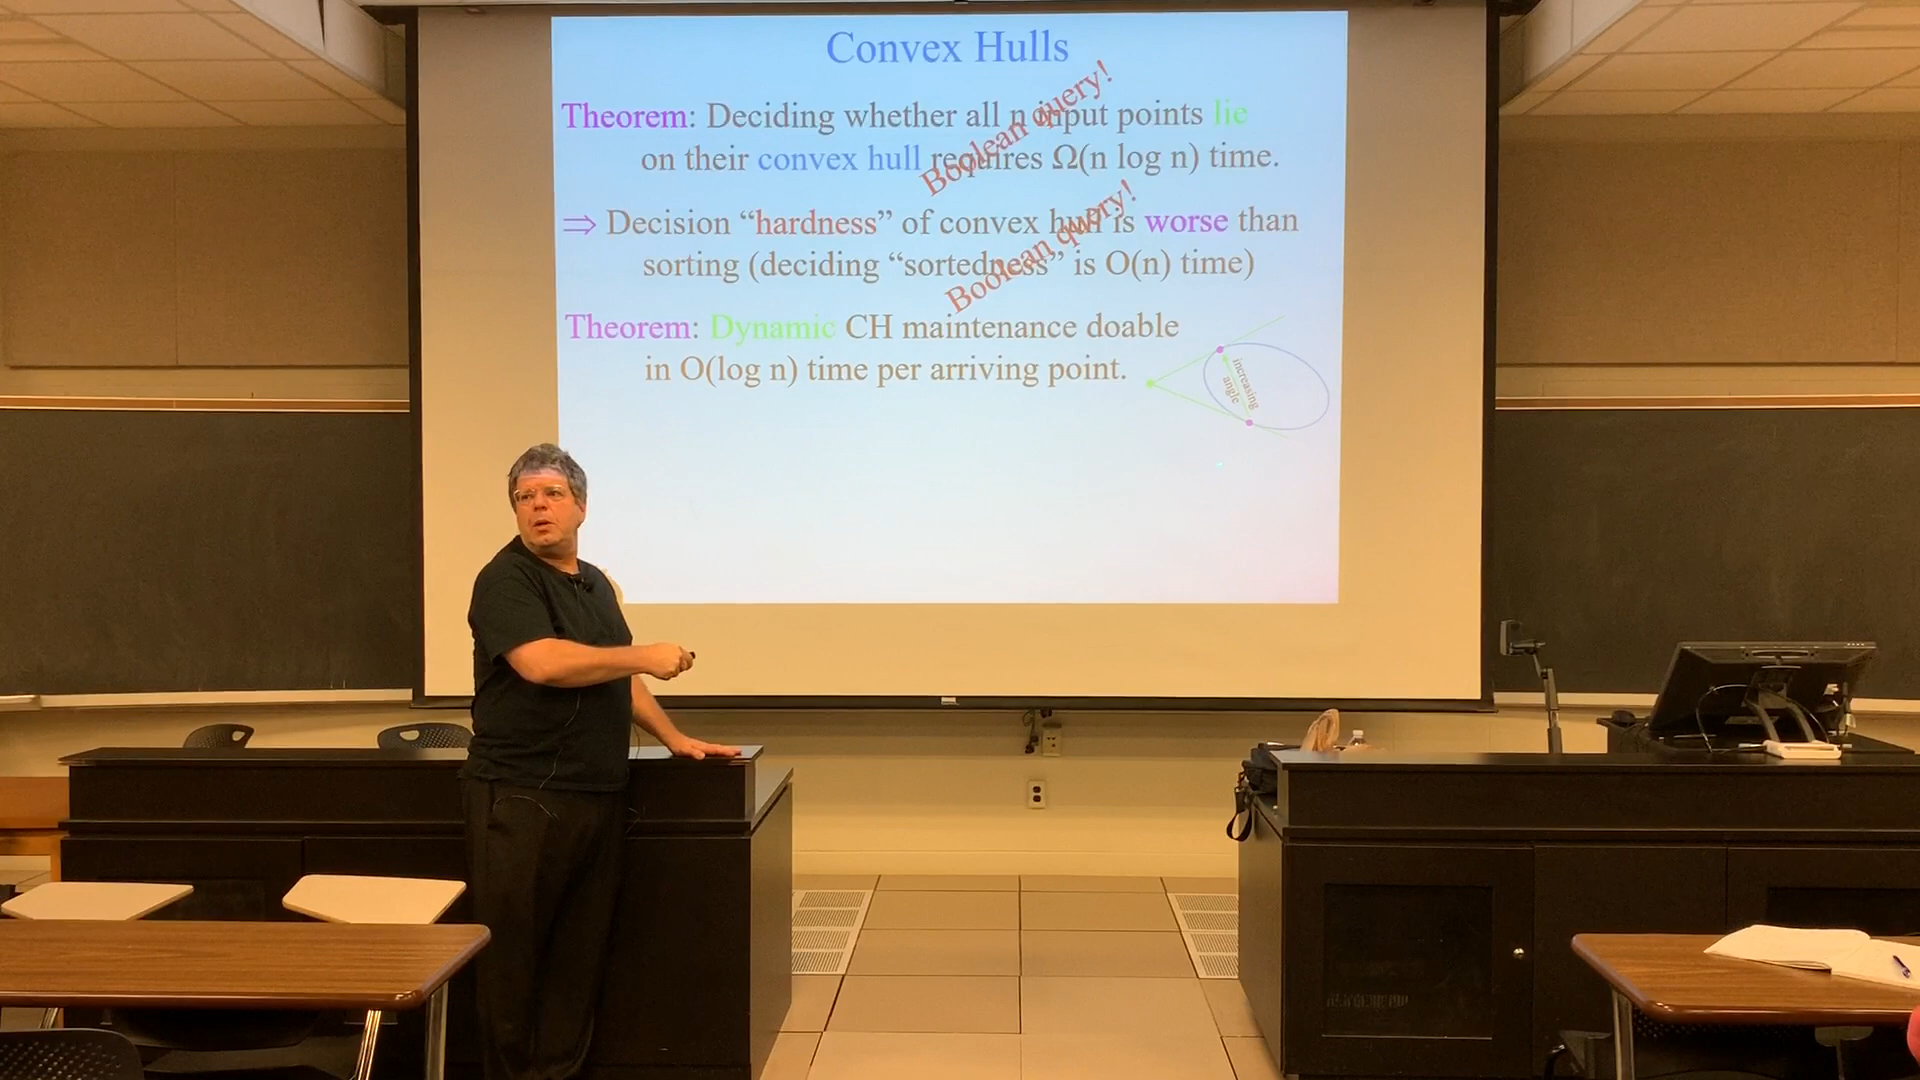 Convex Hulls
Theorem: Deciding whether all n input points lie
on their convex hull requires Ω(n log n) time.
Boolean query!
⇒ Decision “hardness” of convex hull is worse than
sorting (deciding “sortedness” is O(n) time)
Boolean query!
Theorem: Dynamic CH maintenance doable
in O(log n) time per arriving point.
increasing
angle